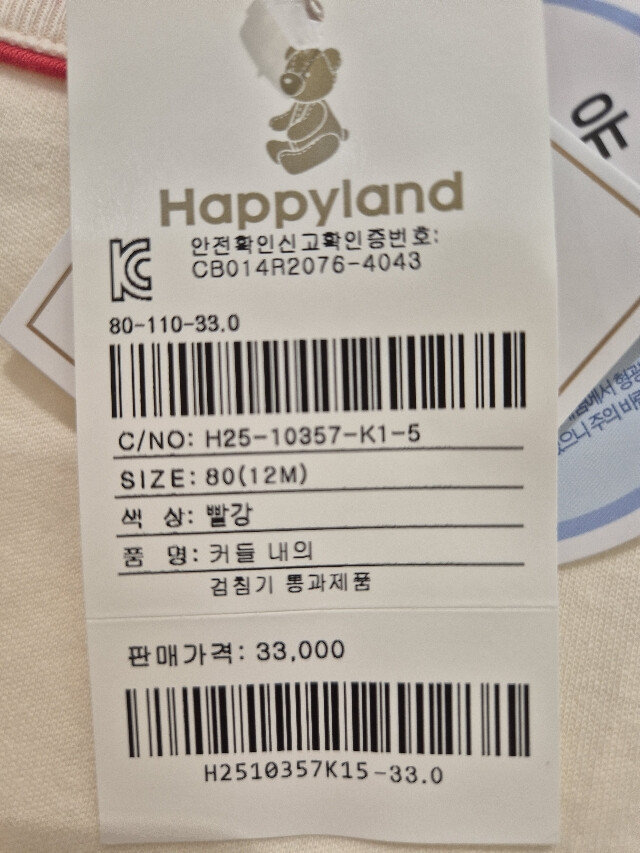 Happyland
안전확인신고확인증번호:
CB014R2076-4043
80-110-33.0
C/NO: H25-10357-K1-5
SIZE: 80(12M)
색 상: 빨강
품 명: 커들 내의
검침기 통과제품
판매가격: 33,000
H2510357K15-33.0